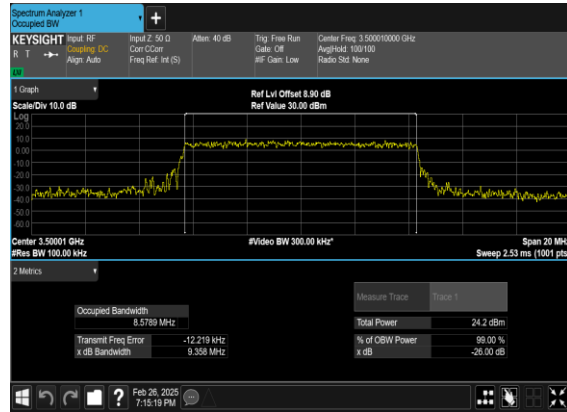 Spectrum Analyzer 1
Occupied BW
+
KEYSIGHT Input: RF Input Z: 50 Ω Atten: 40 dB Trig: Free Run Center Freq: 3.500010000 GHz
R T Coupling: DC Corr CCorr Gate: Off Avg|Hold: 100/100
Align: Auto Freq Ref: Int (S) #IF Gain: Low Radio Std: None
1 Graph
Ref Lvl Offset 8.90 dB
Scale/Div 10.0 dB Ref Value 30.00 dBm
Log
20.0
10.0
0.00
-10.0
-20.0
-30.0
-40.0
-50.0
-60.0
Center 3.50001 GHz #Video BW 300.00 kHz* Span 20 MHz
#Res BW 100.00 kHz Sweep 2.53 ms (1001 pts
2 Metrics
Measure Trace Trace 1
Occupied Bandwidth
8.5789 MHz Total Power 24.2 dBm
Transmit Freq Error -12.219 kHz % of OBW Power 99.00 %
x dB Bandwidth 9.358 MHz x dB -26.00 dB
? Feb 26, 2025
7:15:19 PM